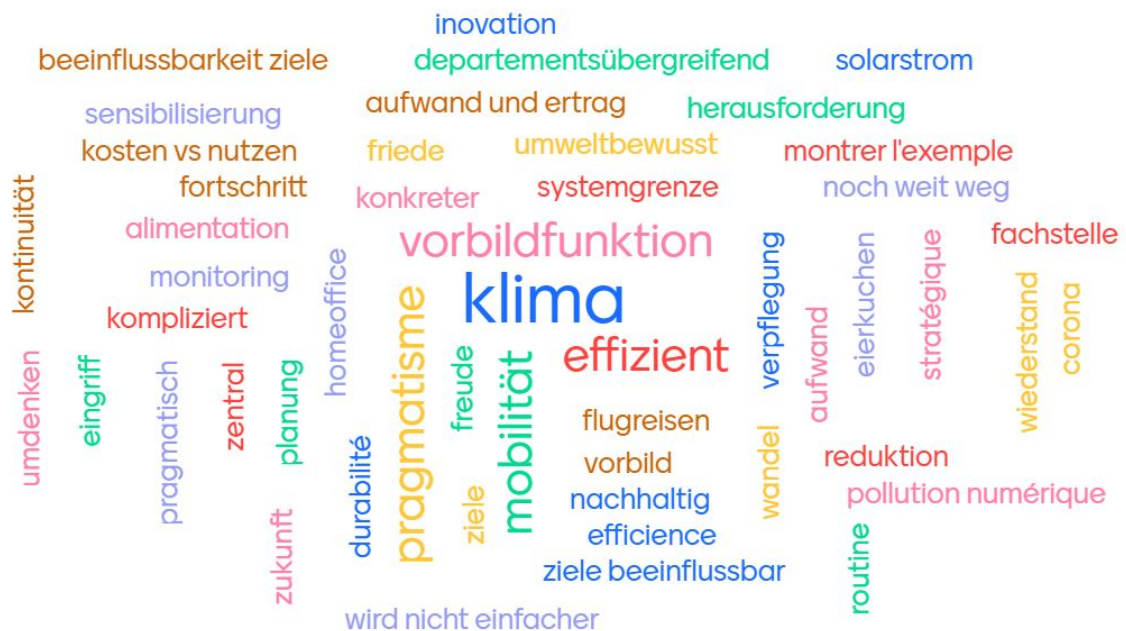 inovation
beeinflussbarkeit ziele
departementsübergreifend
solarstrom
sensibilisierung
aufwand und ertrag
herausforderung
kosten vs nutzen
friede
umweltbewusst
montrer l'exemple
fortschritt
konkreter
systemgrenze
noch weit weg
kontinuität
alimentation
vorbildfunktion
fachstelle
monitoring
homeoffice
klima
verpflegung
eierkuchen
stratégique
wiederstand
corona
kompliziert
pragmatisme
effizient
aufwand
umdenken
eingriff
pragmatisch
zentral
planung
freude
mobilität
flugreisen
vorbild
wandel
reduktion
durabilité
ziele
nachhaltig
pollution numérique
zukunft
efficience
routine
ziele beeinflussbar
wird nicht einfacher